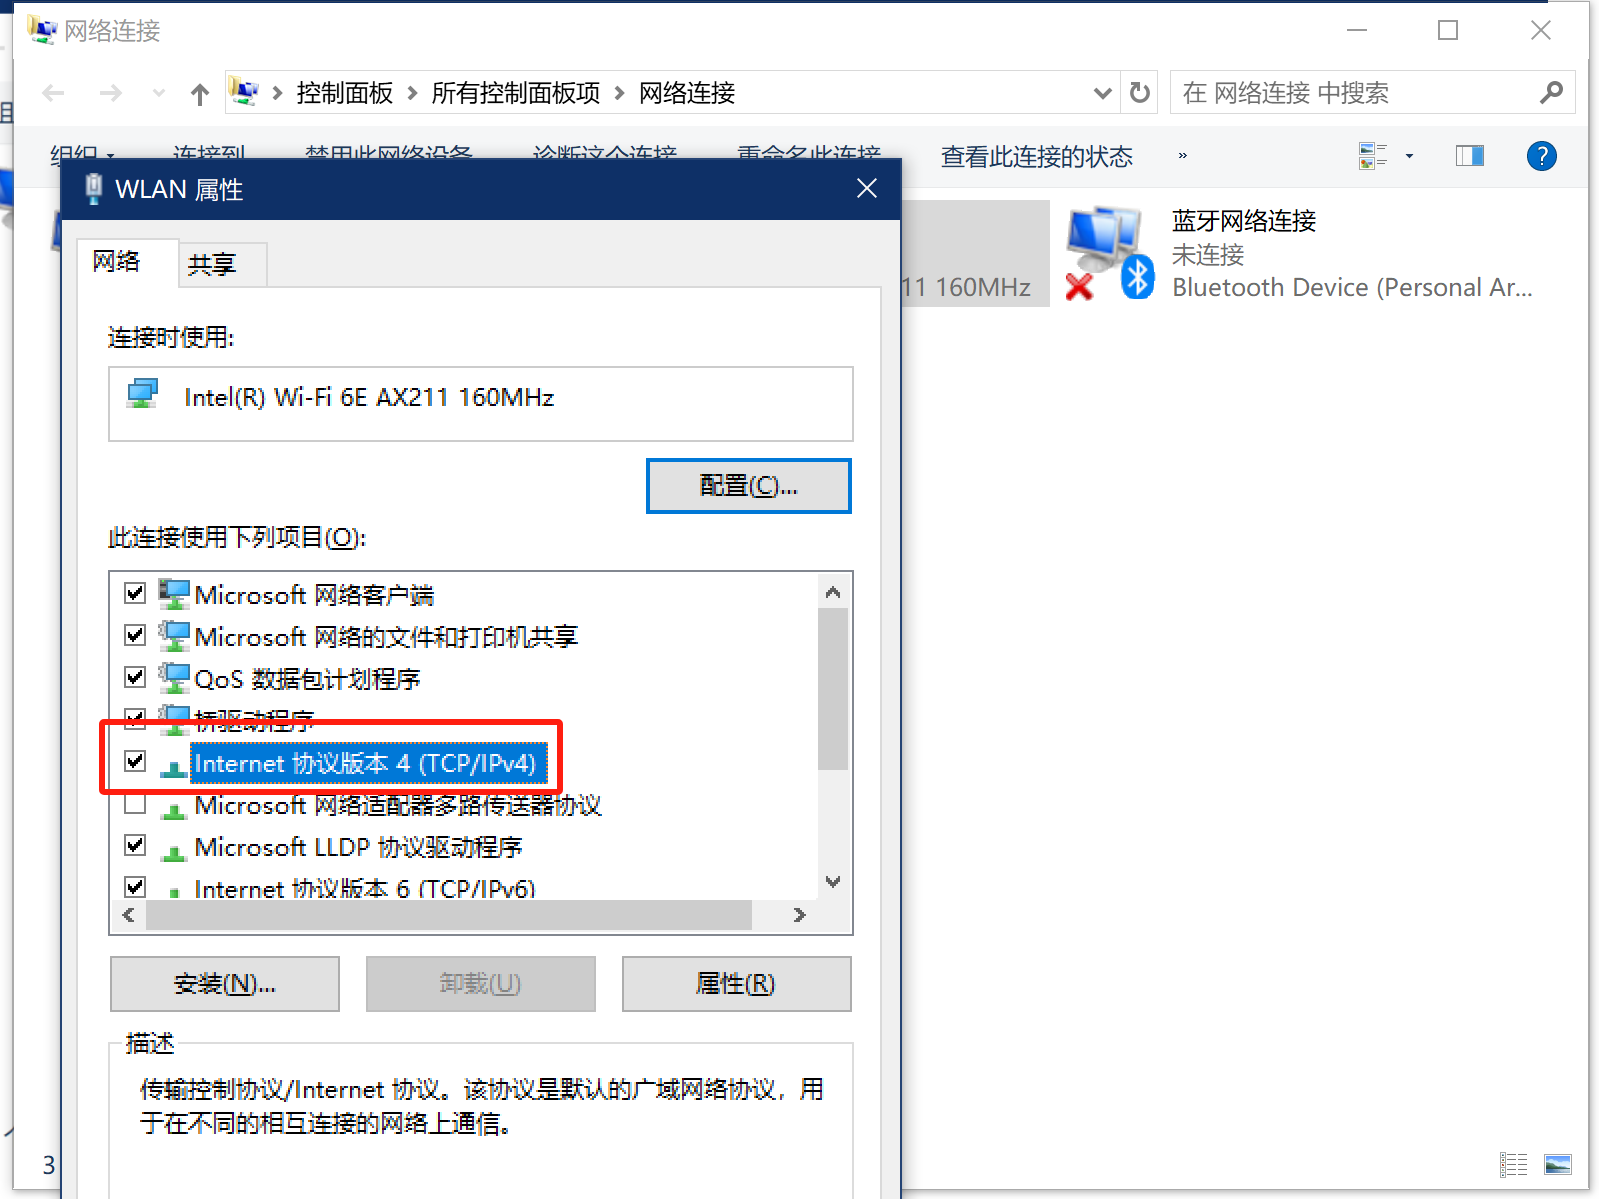 网络连接
控制面板 › 所有控制面板项 › 网络连接
在 网络连接 中搜索
组织
连接到
禁用此网络设备
诊断这个连接
重命名此连接
查看此连接的状态
»
?
WLAN 属性
网络
共享
11 160MHz
蓝牙网络连接
未连接
Bluetooth Device (Personal Ar...
连接时使用:
Intel(R) Wi-Fi 6E AX211 160MHz
配置(C)...
此连接使用下列项目(O):
Microsoft 网络客户端
Microsoft 网络的文件和打印机共享
QoS 数据包计划程序
桥驱动程序
Internet 协议版本 4 (TCP/IPv4)
Microsoft 网络适配器多路传送器协议
Microsoft LLDP 协议驱动程序
Internet 协议版本 6 (TCP/IPv6)
安装(N)...
卸载(U)
属性(R)
描述
传输控制协议/Internet 协议。该协议是默认的广域网络协议，用
于在不同的相互连接的网络上通信。
3